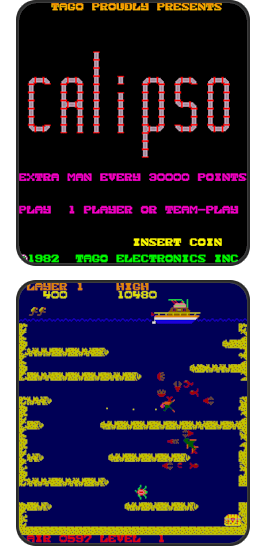 TAGO PROUDLY PRESENTS
calipso
EXTRA MAN EVERY 30000 POINTS
PLAY 1 PLAYER OR TEAM-PLAY
INSERT COIN
©1982 TAGO ELECTRONICS INC
LAYER 1 HIGH
400 10480
AIR 0597 LEVEL 1